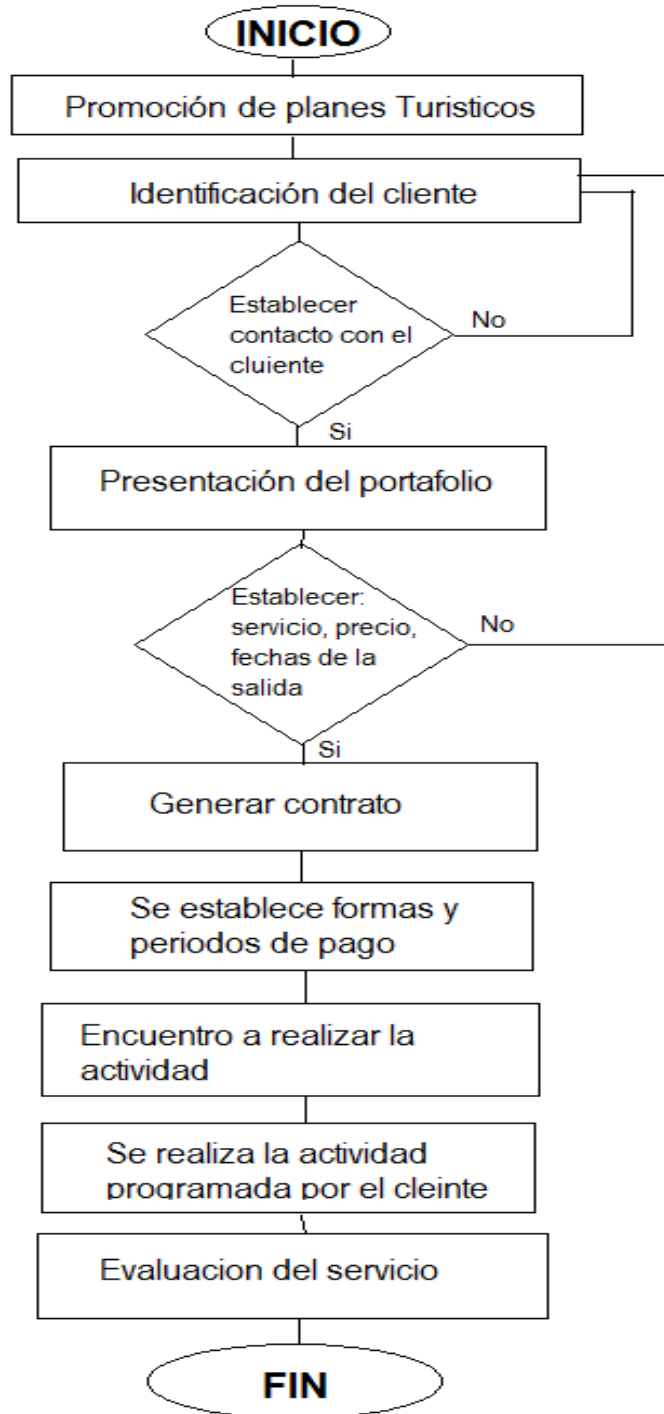 INICIO
Promoción de planes Turisticos
Identificación del cliente
Establecer
contacto con el
cluiente
No
Si
Presentación del portafolio
Establecer:
servicio, precio,
fechas de la
salida
No
Si
Generar contrato
Se establece formas y
periodos de pago
Encuentro a realizar la
actividad
Se realiza la actividad
programada por el cleinte
Evaluacion del servicio
FIN